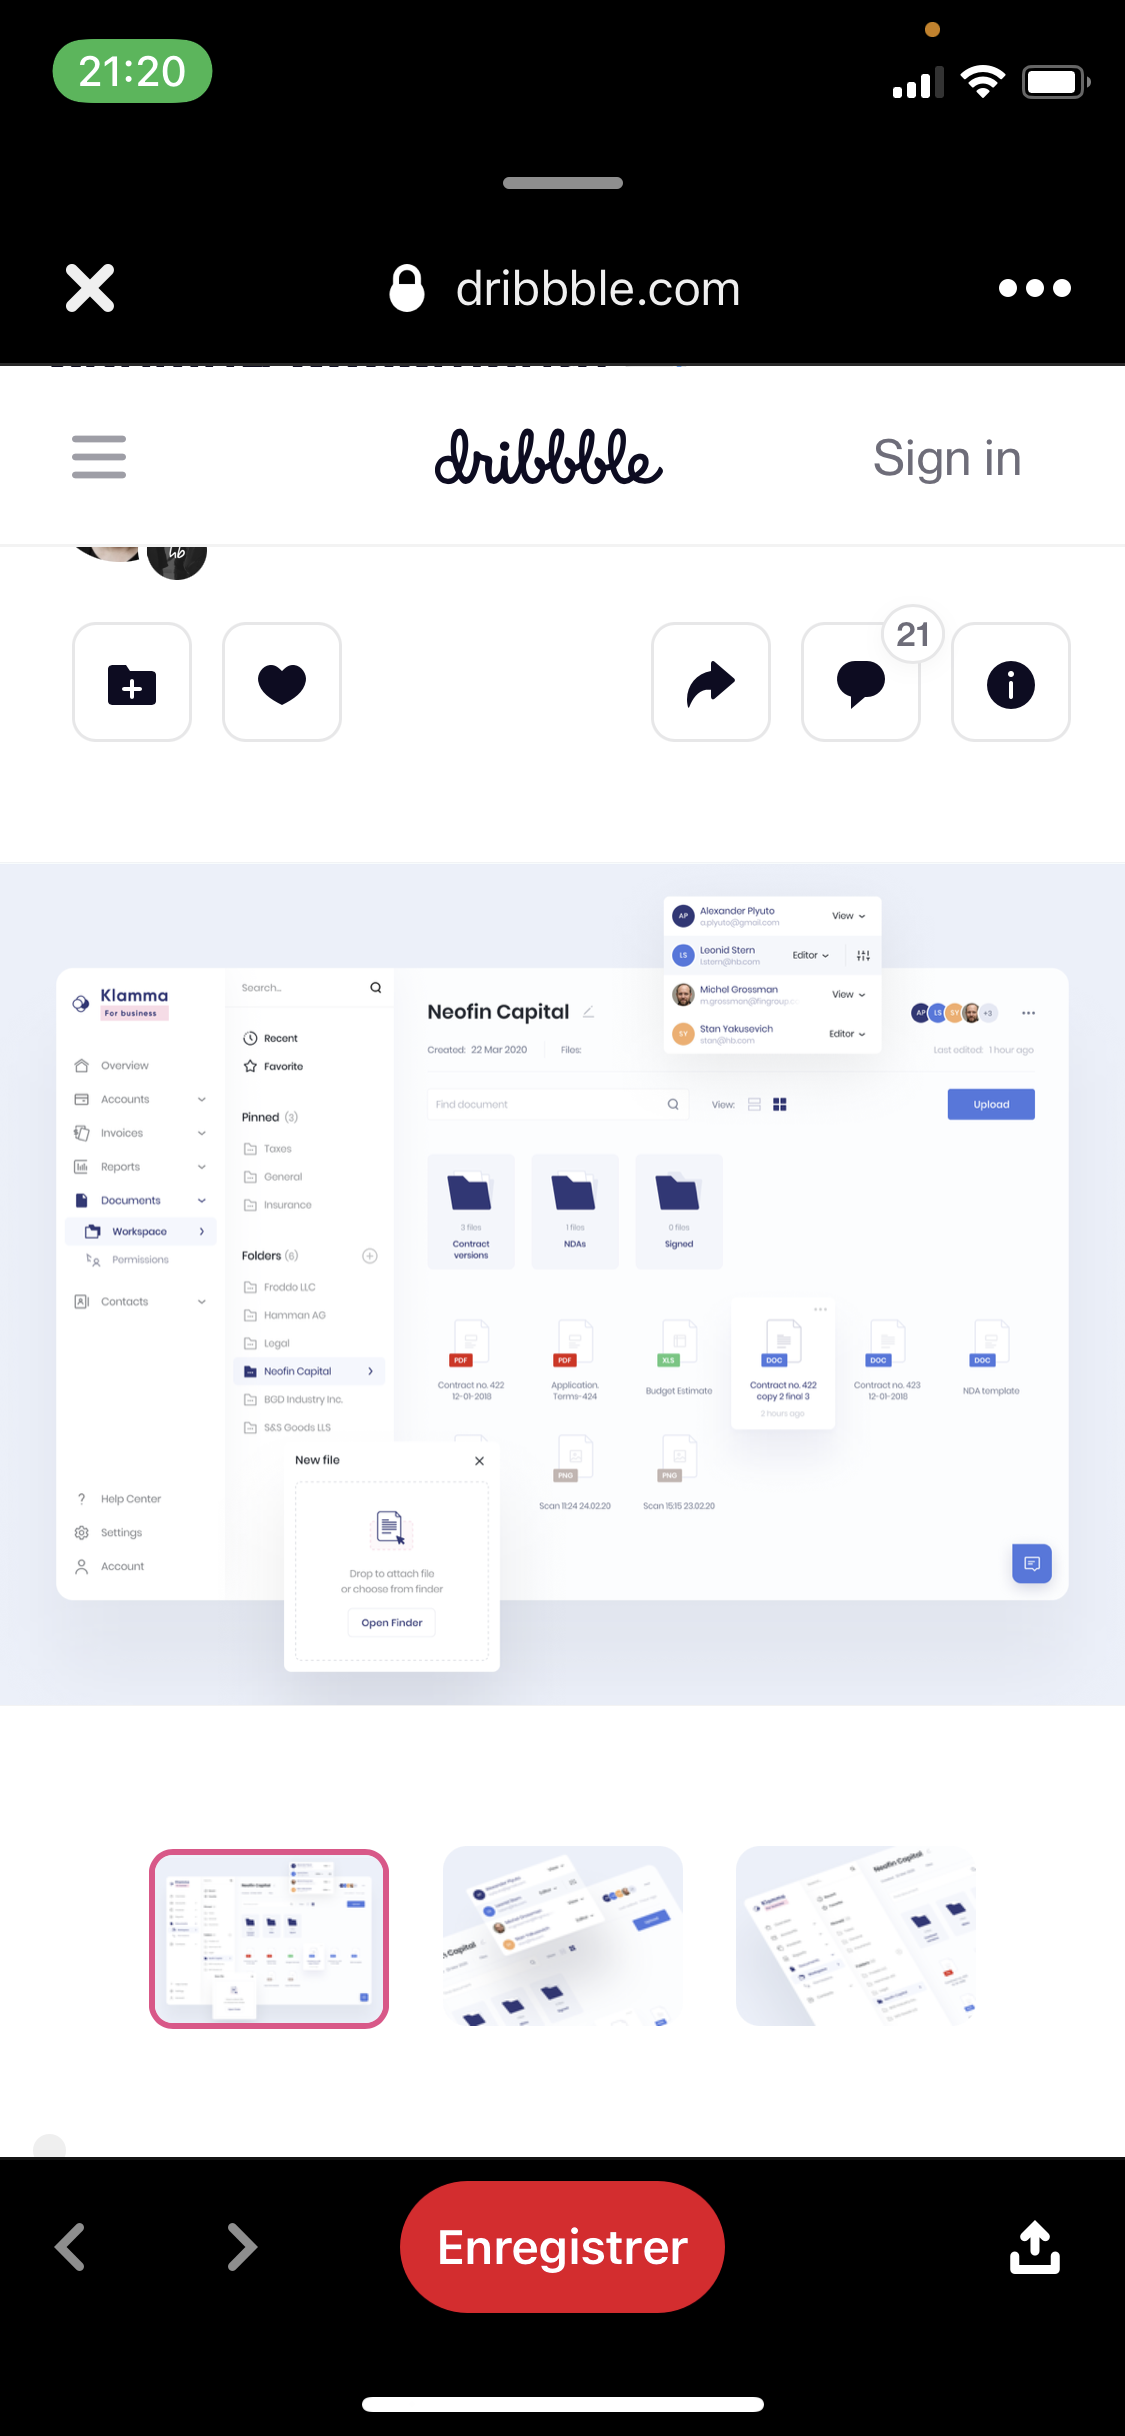 21:20
dribbble.com
dribbble
Sign in
hb
21
Alexander Plyuto
a.plyuto@gmail.com
View
Leonid Stern
l.stern@hb.com
Editor
Michel Grossman
m.grossman@fingroup.c
View
Stan Yakusevich
stan@hb.com
Editor
Klamma
For business
Overview
Accounts
Invoices
Reports
Documents
Workspace
Permissions
Contacts
Help Center
Settings
Account
Search...
Recent
Favorite
Pinned (3)
Taxes
General
Insurance
Folders (6)
Froddo LLC
Hamman AG
Legal
Neofin Capital
BGD Industry Inc.
S&S Goods LLS
Neofin Capital
Created: 22 Mar 2020 Files:
AP LS SY +3
Last edited: 1 hour ago
Find document
View:
Upload
3 files
Contract
versions
1 files
NDAs
0 files
Signed
PDF
Contract no. 422
12-01-2018
PDF
Application.
Terms-424
XLS
Budget Estimate
DOC
Contract no. 422
copy 2 final 3
2 hours ago
DOC
Contract no. 423
12-01-2018
DOC
NDA template
PNG
Scan 11:24 24.02.20
PNG
Scan 15:15 23.02.20
New file
Drop to attach file
or choose from finder
Open Finder
Enregistrer